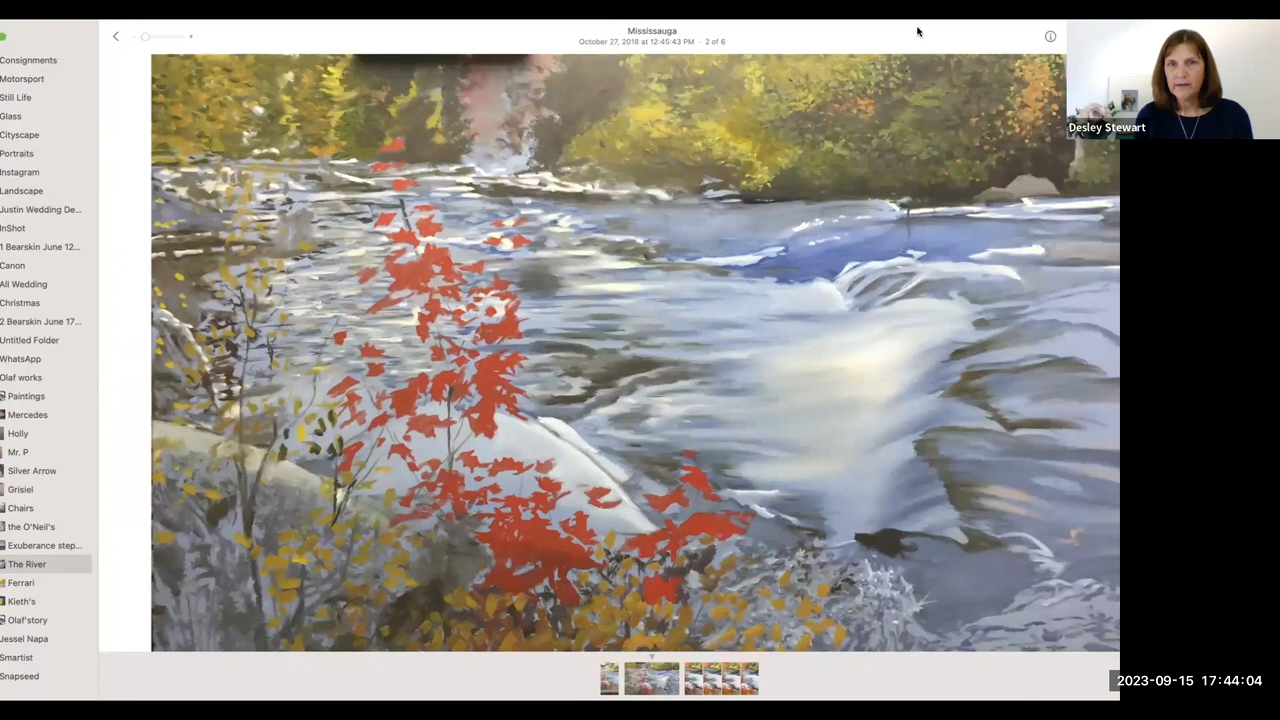 Mississauga
October 27, 2018 at 12:45:43 PM · 2 of 6
Consignments
Motorsport
Still Life
Glass
Cityscape
Portraits
Instagram
Landscape
Justin Wedding De...
InShot
1 Bearskin June 12...
Canon
All Wedding
Christmas
2 Bearskin June 17...
Untitled Folder
WhatsApp
Olaf works
Paintings
Mercedes
Holly
Mr. P
Silver Arrow
Grisiel
Chairs
the O'Neil's
Exuberance step...
The River
Ferrari
Kieth's
Olaf'story
Jessel Napa
Smartist
Snapseed
Desley Stewart
2023-09-15 17:44:04